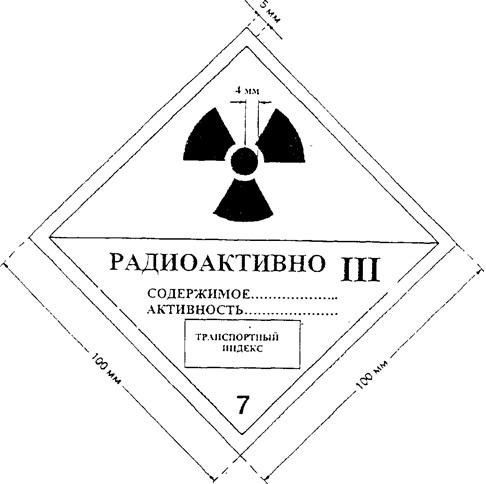 5 мм
4 мм
РАДИОАКТИВНО III
СОДЕРЖИМОЕ....................
АКТИВНОСТЬ.....................
ТРАНСПОРТНЫЙ
ИНДЕКС
7
100 мм
100 мм